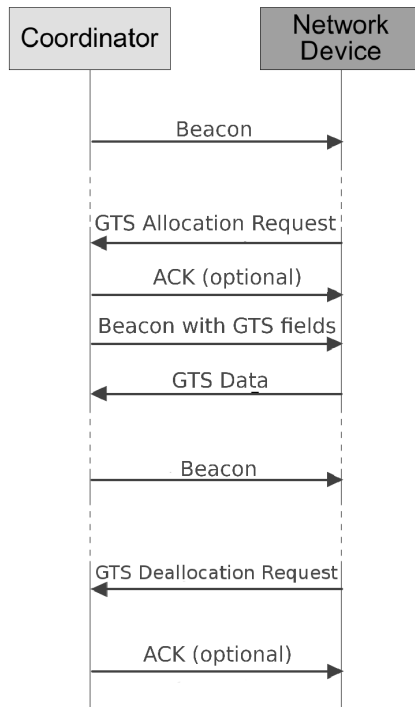 Coordinator
Network
Device
Beacon
GTS Allocation Request
ACK (optional)
Beacon with GTS fields
GTS Data
Beacon
GTS Deallocation Request
ACK (optional)